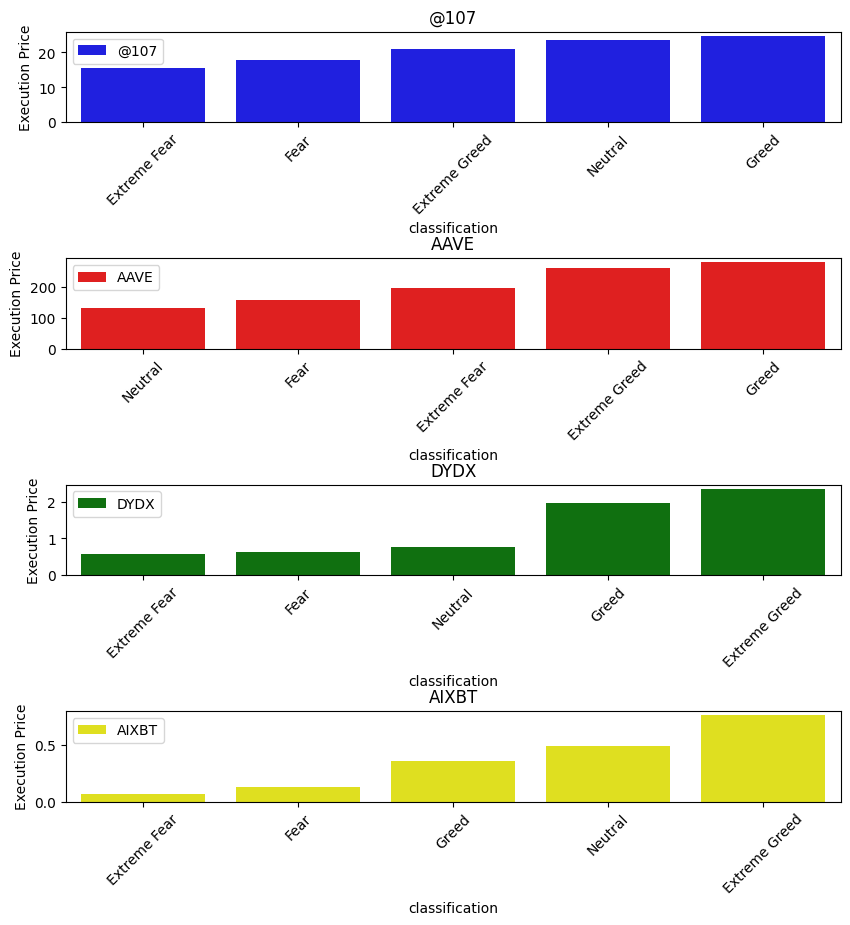 @107
Execution Price
20
10
0
@107
Extreme Fear
Fear
Extreme Greed
Neutral
Greed
classification
AAVE
Execution Price
200
100
0
AAVE
Neutral
Fear
Extreme Fear
Extreme Greed
Greed
classification
DYDX
Execution Price
2
1
0
DYDX
Extreme Fear
Fear
Neutral
Greed
Extreme Greed
classification
AIXBT
Execution Price
0.5
0.0
AIXBT
Extreme Fear
Fear
Greed
Neutral
Extreme Greed
classification